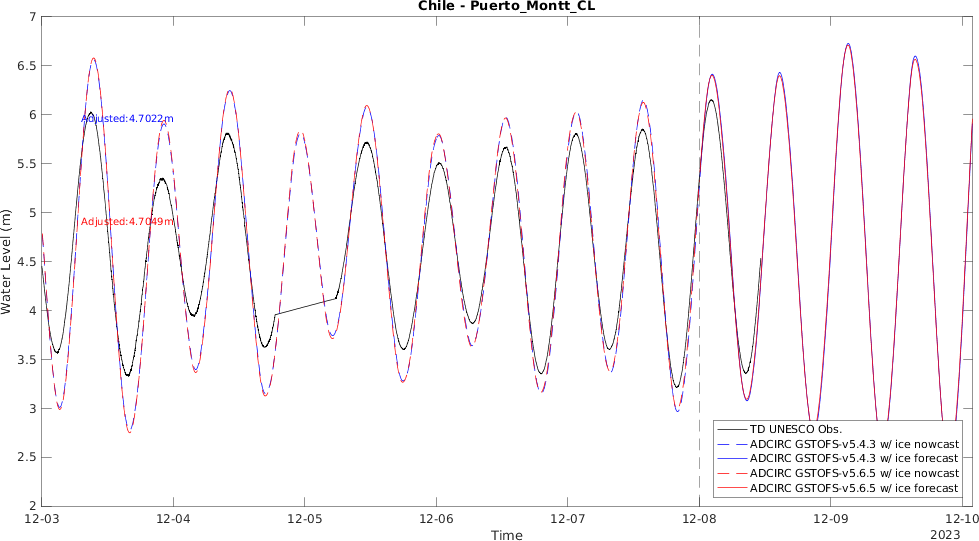 Chile - Puerto_Montt_CL
7
6.5
6
5.5
5
4.5
4
3.5
3
2.5
2
Water Level (m)
Adjusted:4.7022m
Adjusted:4.7049m
TD UNESCO Obs.
ADCIRC GSTOFS-v5.4.3 w/ ice nowcast
ADCIRC GSTOFS-v5.4.3 w/ ice forecast
ADCIRC GSTOFS-v5.6.5 w/ ice nowcast
ADCIRC GSTOFS-v5.6.5 w/ ice forecast
12-03 12-04 12-05 12-06 12-07 12-08 12-09 12-10
Time
2023